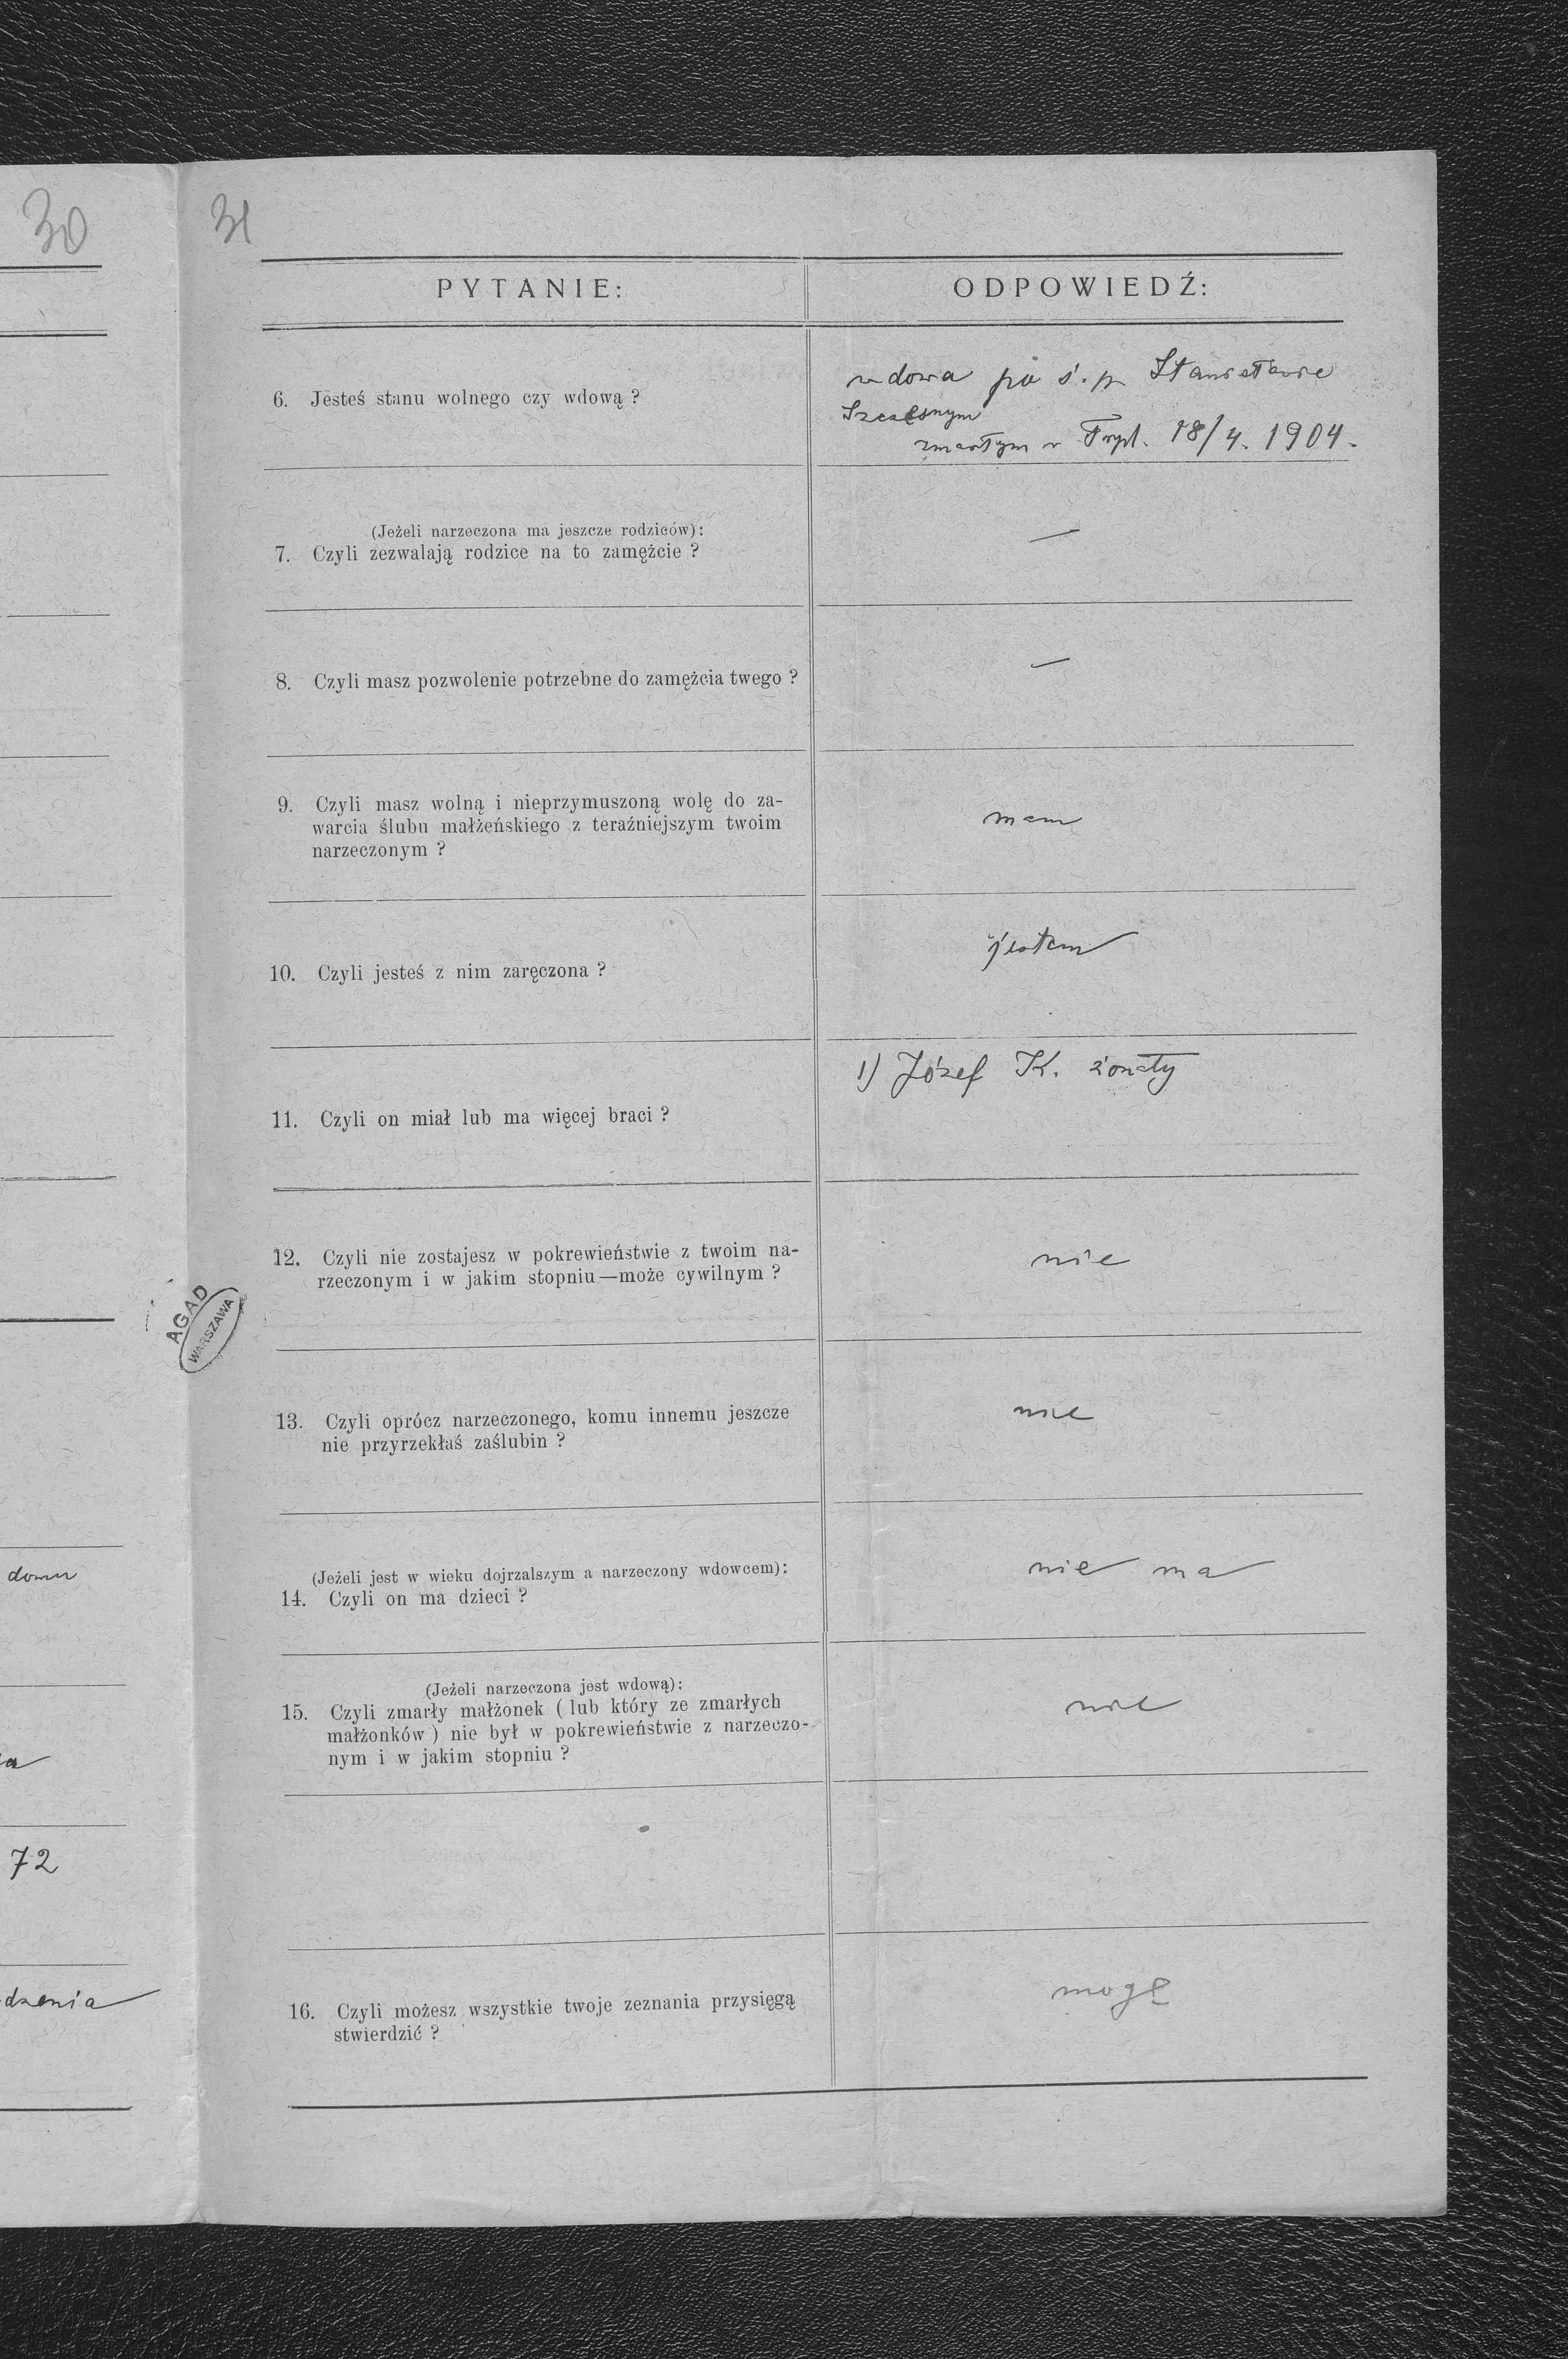 30
domu
72
dzenia
31
PYTANIE:
ODPOWIEDŹ:
6. Jesteś stanu wolnego czy wdową ?
wdowa po ś. p. Stanisławie
Szczęsnym
zmarłym w Trypl. 18/4. 1904.
(Jeżeli narzeczona ma jeszcze rodziców):
7. Czyli zezwalają rodzice na to zamęźcie ?
—
8. Czyli masz pozwolenie potrzebne do zamęźcia twego ?
—
9. Czyli masz wolną i nieprzymuszoną wolę do za-
warcia ślubu małżeńskiego z teraźniejszym twoim
narzeczonym ?
mam
10. Czyli jesteś z nim zaręczona ?
jestem
11. Czyli on miał lub ma więcej braci ?
1) Józef K. żonaty
12. Czyli nie zostajesz w pokrewieństwie z twoim na-
rzeczonym i w jakim stopniu—może cywilnym ?
nie
AGAD
WARSZAWA
13. Czyli oprócz narzeczonego, komu innemu jeszcze
nie przyrzekłaś zaślubin ?
nie
(Jeżeli jest w wieku dojrzalszym a narzeczony wdowcem):
14. Czyli on ma dzieci ?
nie ma
(Jeżeli narzeczona jest wdową):
15. Czyli zmarły małżonek ( lub który ze zmarłych
małżonków ) nie był w pokrewieństwie z narzeczo-
nym i w jakim stopniu ?
nie
16. Czyli możesz wszystkie twoje zeznania przysięgą
stwierdzić ?
mogę